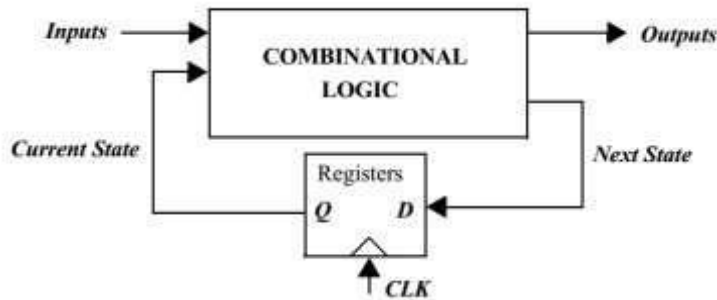 Inputs
COMBINATIONAL
LOGIC
Outputs
Current State
Next State
Registers
Q D
CLK